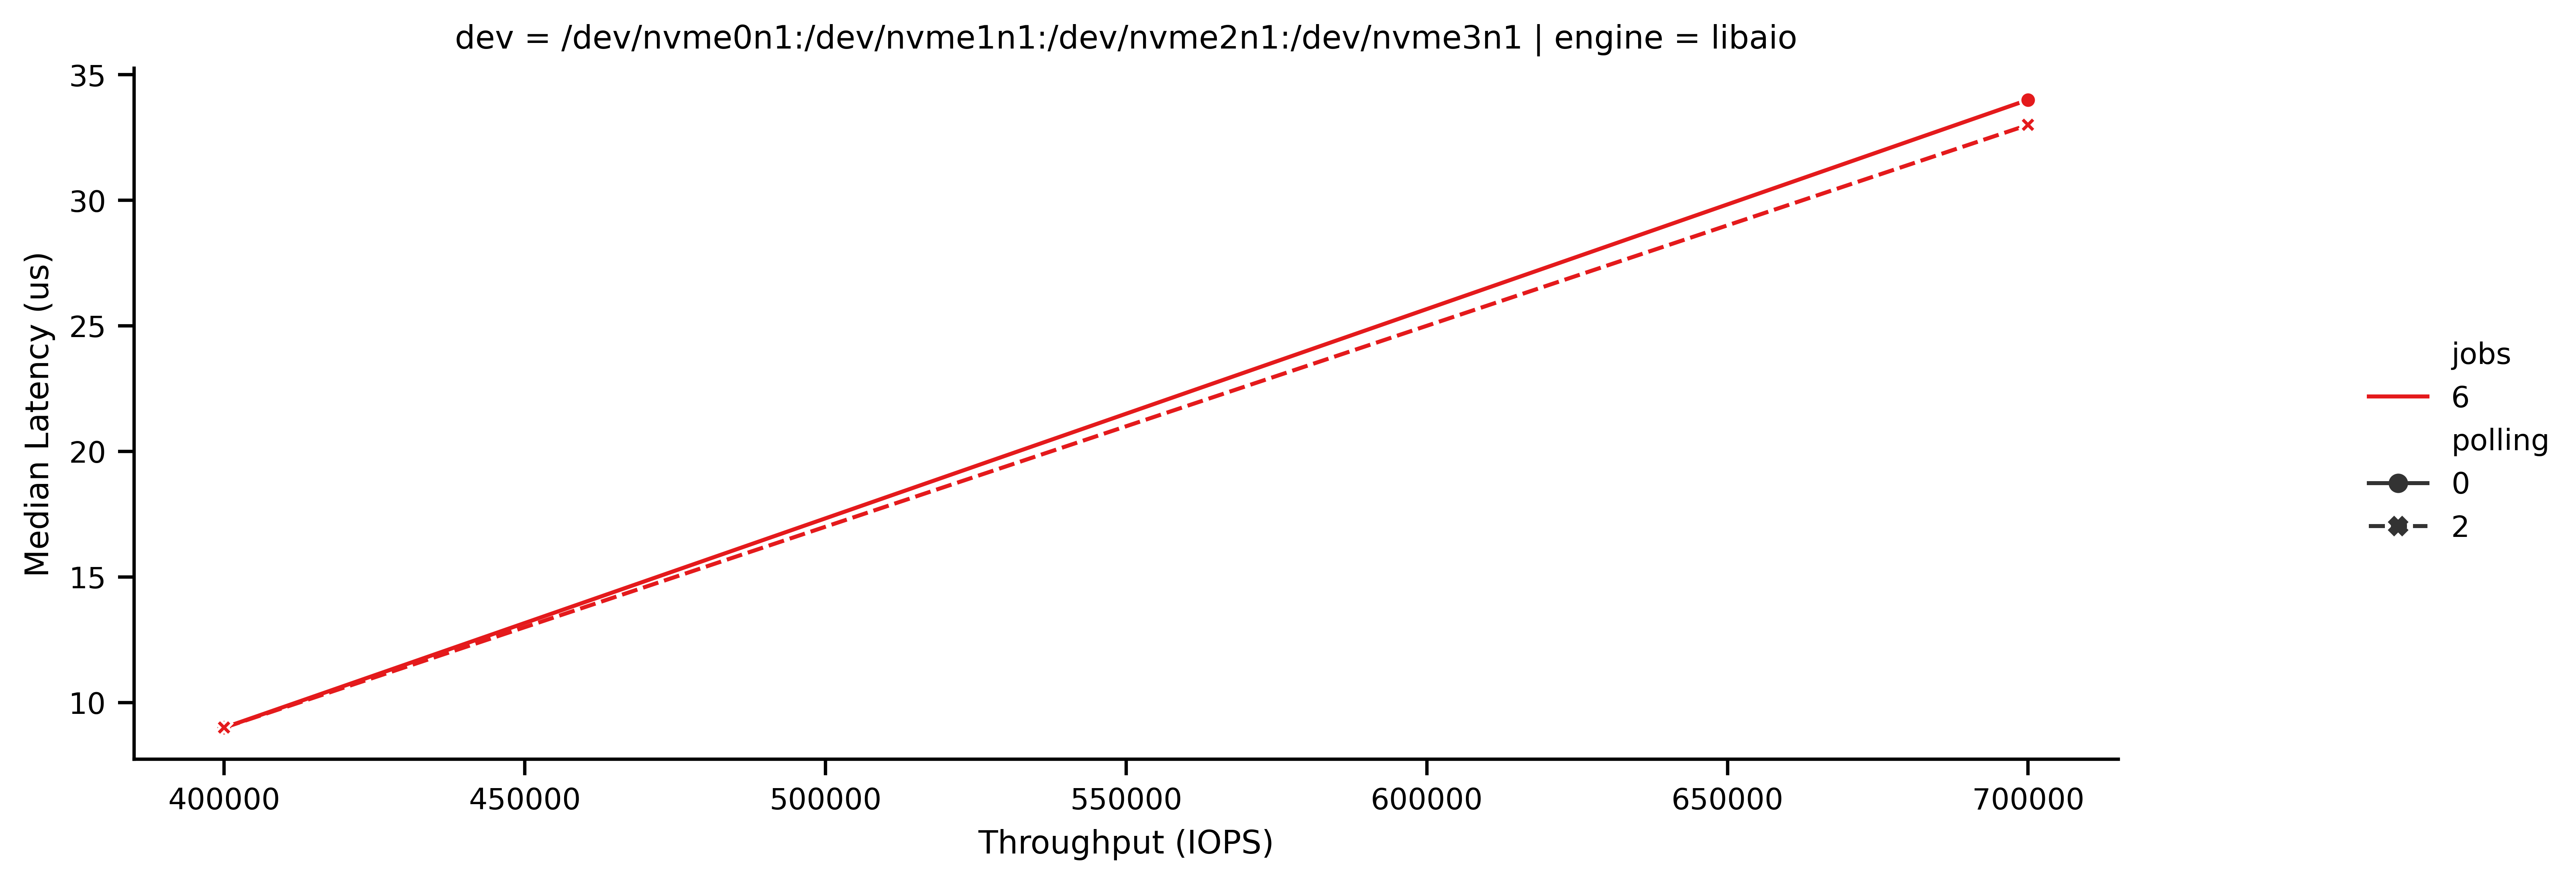 dev = /dev/nvme0n1:/dev/nvme1n1:/dev/nvme2n1:/dev/nvme3n1 | engine = libaio
35
30
25
20
15
10
Median Latency (us)
400000 450000 500000 550000 600000 650000 700000
Throughput (IOPS)
jobs
6
polling
0
2